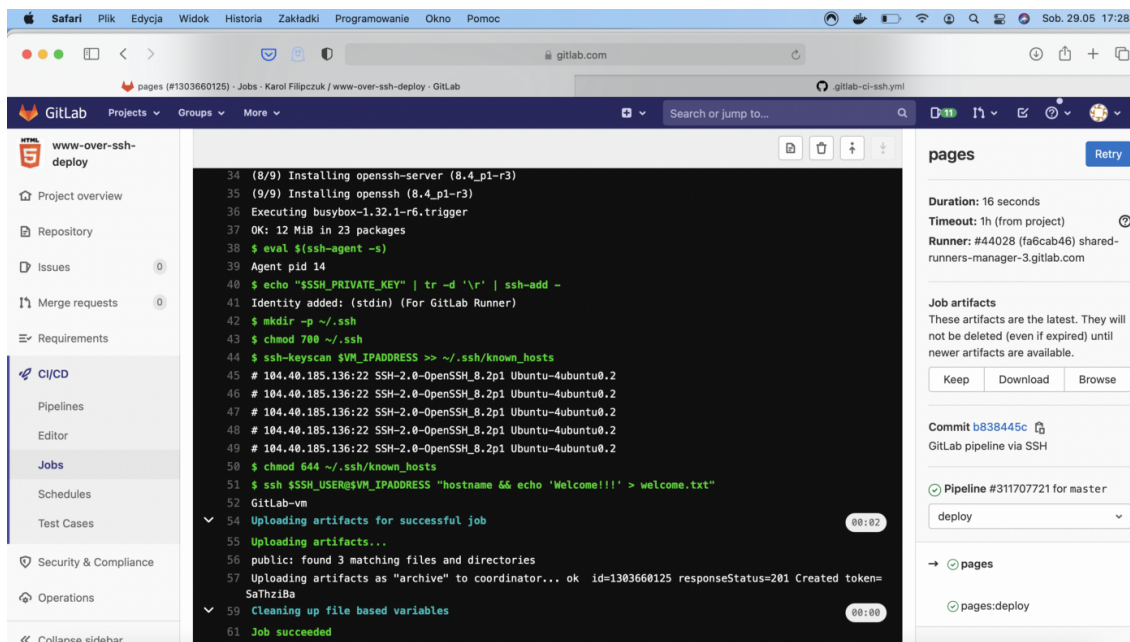 Safari Plik Edycja Widok Historia Zakładki Programowanie Okno Pomoc Sob. 29.05 17:28
gitlab.com
pages (#1303660125) · Jobs · Karol Filipczuk / www-over-ssh-deploy · GitLab
.gitlab-ci-ssh.yml
GitLab Projects Groups More Search or jump to... 11
HTML
5
www-over-ssh-deploy
Project overview
Repository
Issues 0
Merge requests 0
Requirements
CI/CD
Pipelines
Editor
Jobs
Schedules
Test Cases
Security & Compliance
Operations
Collapse sidebar
34 (8/9) Installing openssh-server (8.4_p1-r3)
35 (9/9) Installing openssh (8.4_p1-r3)
36 Executing busybox-1.32.1-r6.trigger
37 OK: 12 MiB in 23 packages
38 $ eval $(ssh-agent -s)
39 Agent pid 14
40 $ echo "$SSH_PRIVATE_KEY" | tr -d '\r' | ssh-add -
41 Identity added: (stdin) (For GitLab Runner)
42 $ mkdir -p ~/.ssh
43 $ chmod 700 ~/.ssh
44 $ ssh-keyscan $VM_IPADDRESS >> ~/.ssh/known_hosts
45 # 104.40.185.136:22 SSH-2.0-OpenSSH_8.2p1 Ubuntu-4ubuntu0.2
46 # 104.40.185.136:22 SSH-2.0-OpenSSH_8.2p1 Ubuntu-4ubuntu0.2
47 # 104.40.185.136:22 SSH-2.0-OpenSSH_8.2p1 Ubuntu-4ubuntu0.2
48 # 104.40.185.136:22 SSH-2.0-OpenSSH_8.2p1 Ubuntu-4ubuntu0.2
49 # 104.40.185.136:22 SSH-2.0-OpenSSH_8.2p1 Ubuntu-4ubuntu0.2
50 $ chmod 644 ~/.ssh/known_hosts
51 $ ssh $SSH_USER@$VM_IPADDRESS "hostname && echo 'Welcome!!!' > welcome.txt"
52 GitLab-vm
54 Uploading artifacts for successful job 00:02
55 Uploading artifacts...
56 public: found 3 matching files and directories
57 Uploading artifacts as "archive" to coordinator... ok id=1303660125 responseStatus=201 Created token=
SaThziBa
59 Cleaning up file based variables 00:00
61 Job succeeded
pages Retry
Duration: 16 seconds
Timeout: 1h (from project)
Runner: #44028 (fa6cab46) shared-
runners-manager-3.gitlab.com
Job artifacts
These artifacts are the latest. They will
not be deleted (even if expired) until
newer artifacts are available.
Keep Download Browse
Commit b838445c
GitLab pipeline via SSH
Pipeline #311707721 for master
deploy
→ pages
pages:deploy